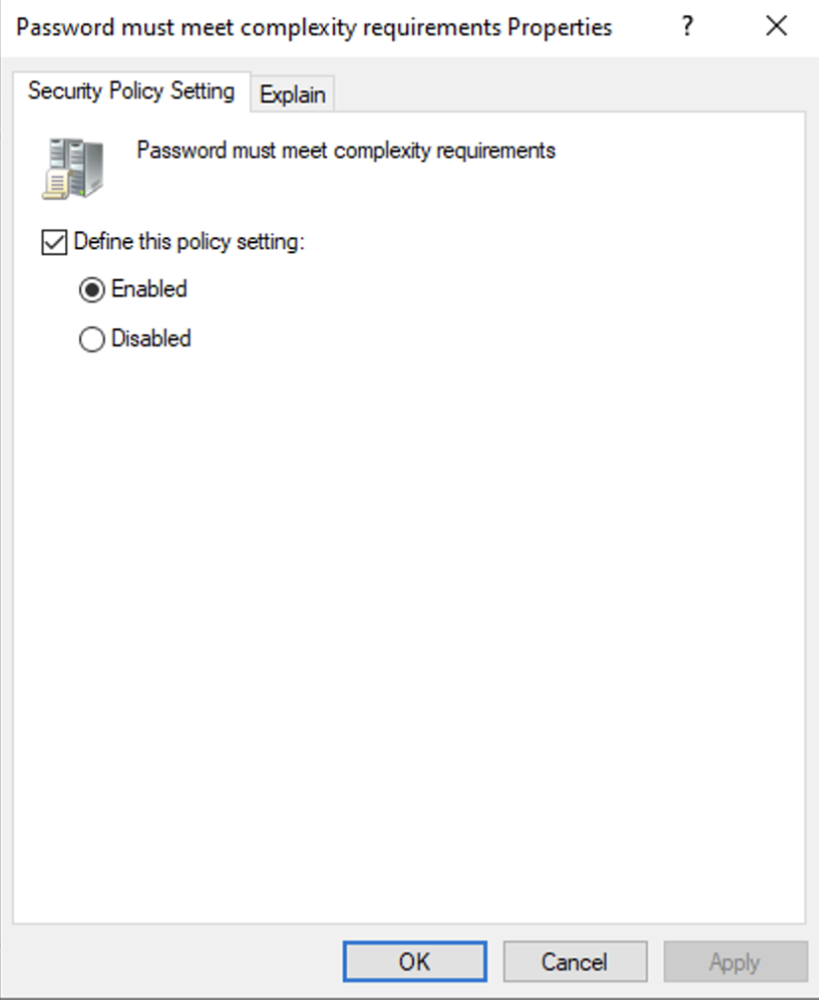 Password must meet complexity requirements Properties ? ×
Security Policy Setting Explain
Password must meet complexity requirements
Define this policy setting:
Enabled
Disabled
OK Cancel Apply